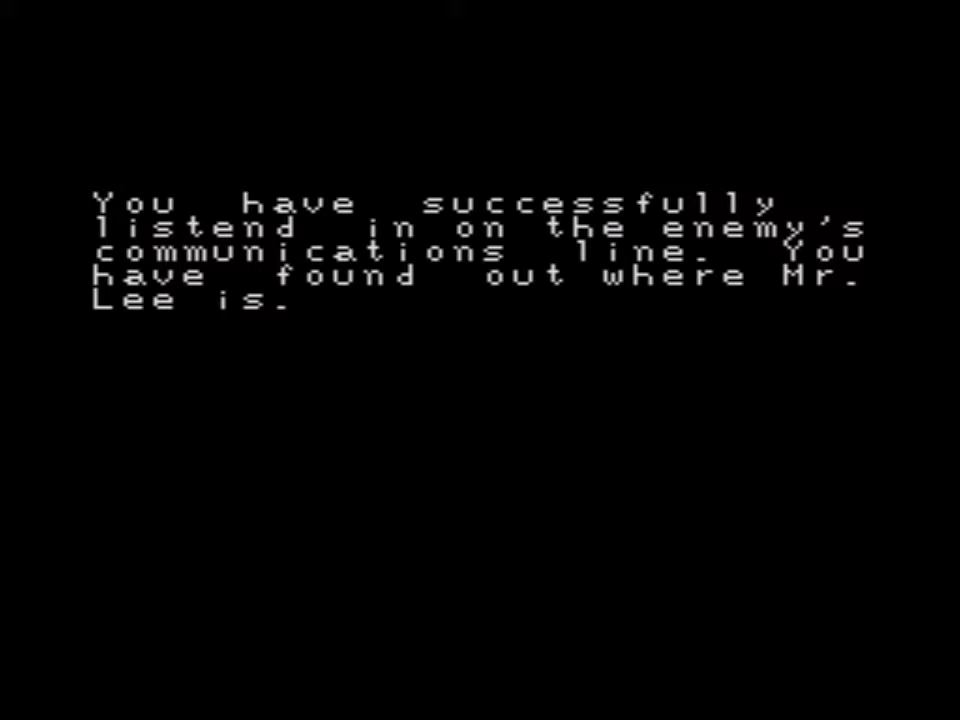 You have successfully
listend in on the enemy's
communications line. You
have found out where Mr.
Lee is.